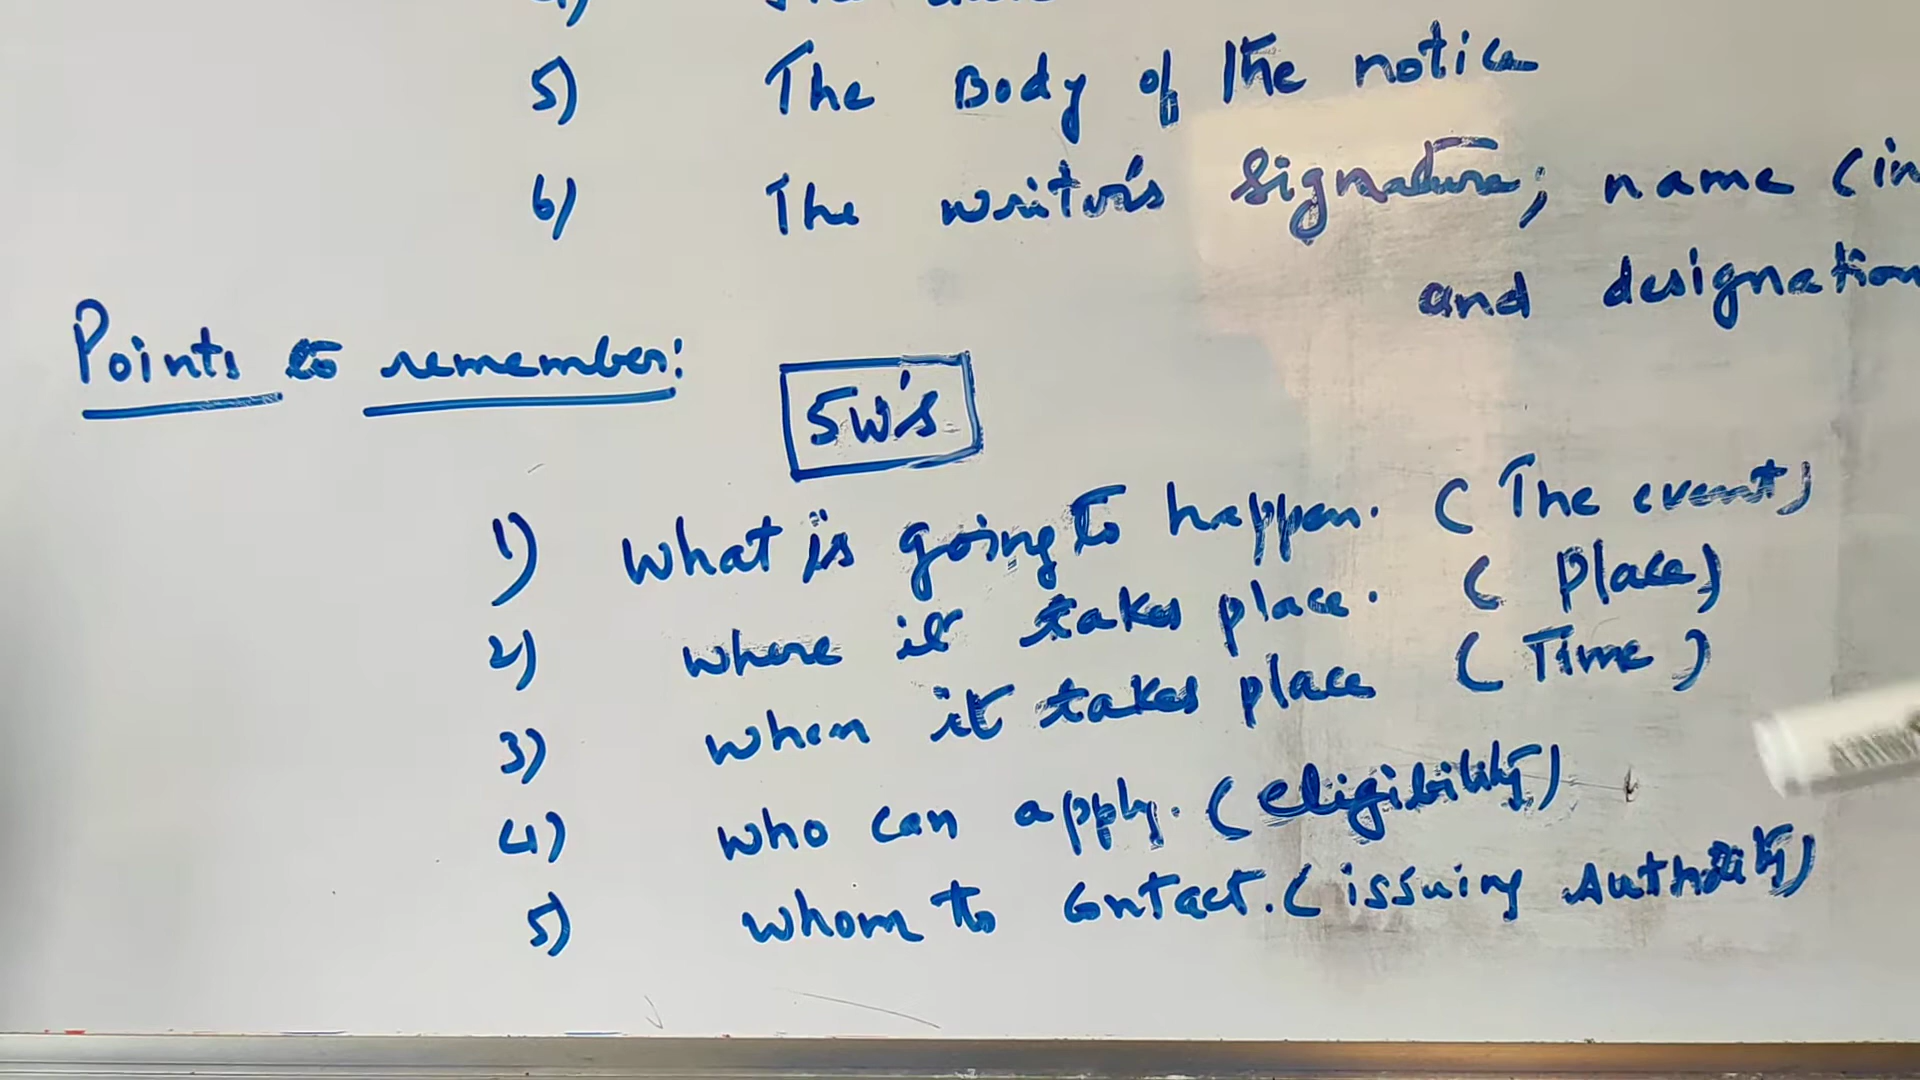 5) The Body of the notice
6) The writer's signature; name (in
and designation
Points to remember:
5W's
1) What is going to happen. (The event)
2) where it takes place. (Place)
3) when it takes place (Time)
4) who can apply. (eligibility)
5) whom to contact. (issuing Authority)